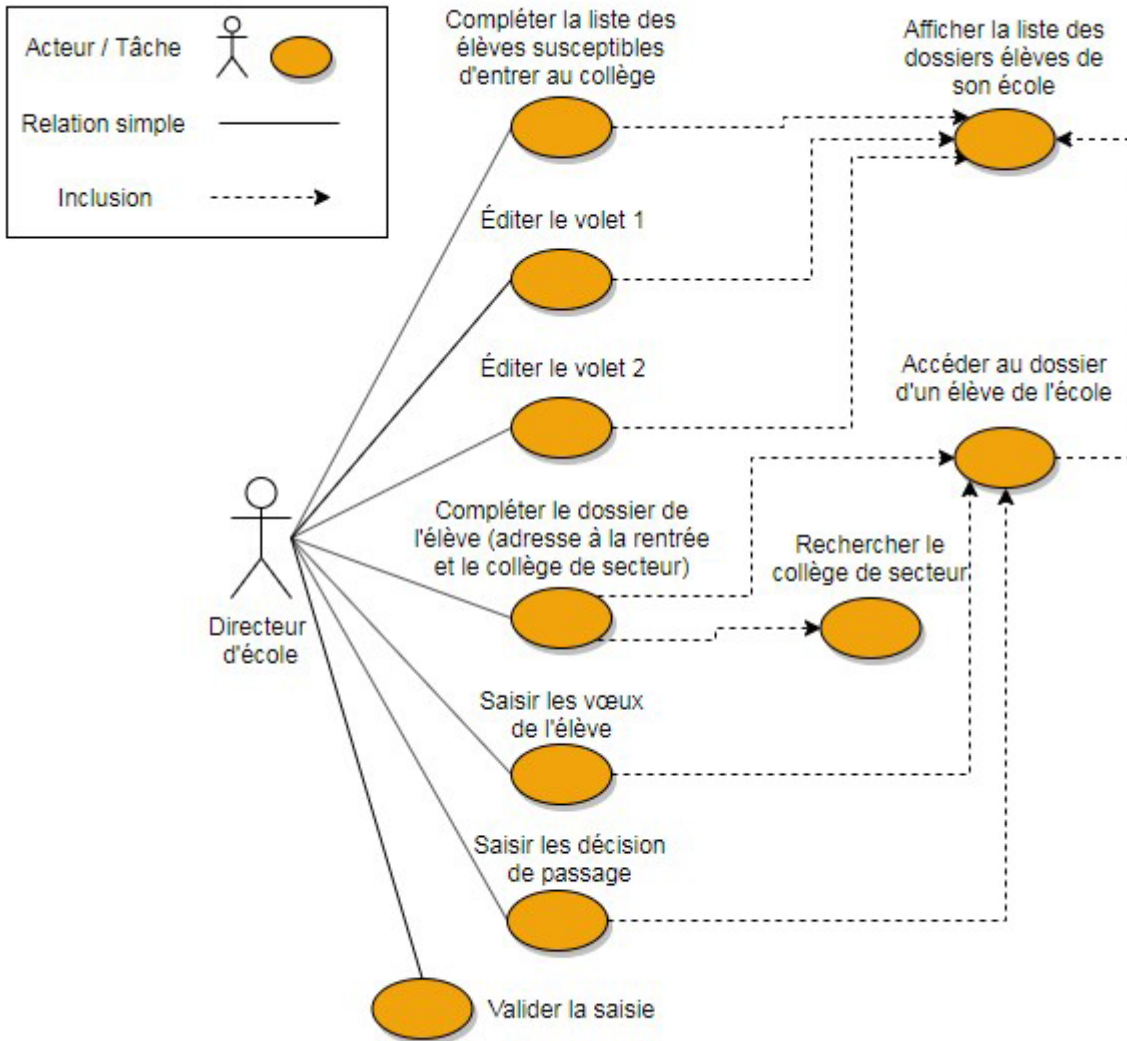 Acteur / Tâche
Relation simple
Inclusion
Compléter la liste des
élèves susceptibles
d'entrer au collège
Afficher la liste des
dossiers élèves de
son école
Éditer le volet 1
Éditer le volet 2
Accéder au dossier
d'un élève de l'école
Compléter le dossier de
l'élève (adresse à la rentrée
et le collège de secteur)
Rechercher le
collège de secteur
Directeur
d'école
Saisir les vœux
de l'élève
Saisir les décision
de passage
Valider la saisie